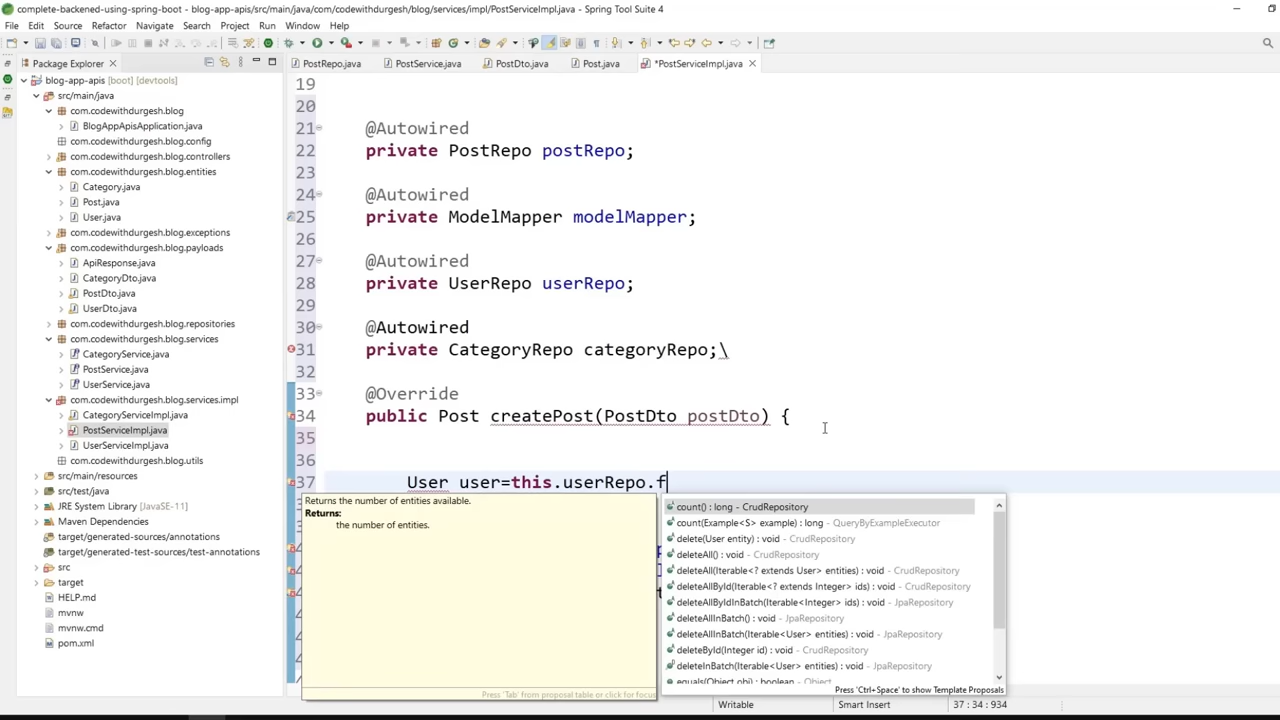 complete-backened-using-spring-boot - blog-app-apis/src/main/java/com/codewithdurgesh/blog/services/impl/PostServiceImpl.java - Spring Tool Suite 4
File Edit Source Refactor Navigate Search Project Run Window Help
Package Explorer
PostRepo.java PostService.java PostDto.java Post.java *PostServiceImpl.java
blog-app-apis [boot] [devtools]
src/main/java
com.codewithdurgesh.blog
BlogAppApisApplication.java
com.codewithdurgesh.blog.config
com.codewithdurgesh.blog.controllers
com.codewithdurgesh.blog.entities
Category.java
Post.java
User.java
com.codewithdurgesh.blog.exceptions
com.codewithdurgesh.blog.payloads
ApiResponse.java
CategoryDto.java
PostDto.java
UserDto.java
com.codewithdurgesh.blog.repositories
com.codewithdurgesh.blog.services
CategoryService.java
PostService.java
UserService.java
com.codewithdurgesh.blog.services.impl
CategoryServiceImpl.java
PostServiceImpl.java
UserServiceImpl.java
com.codewithdurgesh.blog.utils
src/main/resources
src/test/java
JRE System Library [JavaSE-11]
Maven Dependencies
target/generated-sources/annotations
target/generated-test-sources/test-annotations
src
target
HELP.md
mvnw
mvnw.cmd
pom.xml
19
20
21 @Autowired
22 private PostRepo postRepo;
23
24 @Autowired
25 private ModelMapper modelMapper;
26
27 @Autowired
28 private UserRepo userRepo;
29
30 @Autowired
31 private CategoryRepo categoryRepo;\
32
33 @Override
34 public Post createPost(PostDto postDto) {
35
36
37 User user=this.userRepo.f
Returns the number of entities available.
Returns:
the number of entities.
Press 'Tab' from proposal table or click for focus
count() : long - CrudRepository
count(Example<S> example) : long - QueryByExampleExecutor
delete(User entity) : void - CrudRepository
deleteAll() : void - CrudRepository
deleteAll(Iterable<? extends User> entities) : void - CrudRepository
deleteAllById(Iterable<? extends Integer> ids) : void - CrudRepository
deleteAllByIdInBatch(Iterable<Integer> ids) : void - JpaRepository
deleteAllInBatch() : void - JpaRepository
deleteAllInBatch(Iterable<User> entities) : void - JpaRepository
deleteById(Integer id) : void - CrudRepository
deleteInBatch(Iterable<User> entities) : void - JpaRepository
equals(Object obj) : boolean - Object
Press 'Ctrl+Space' to show Template Proposals
Writable Smart Insert 37 : 34 : 934